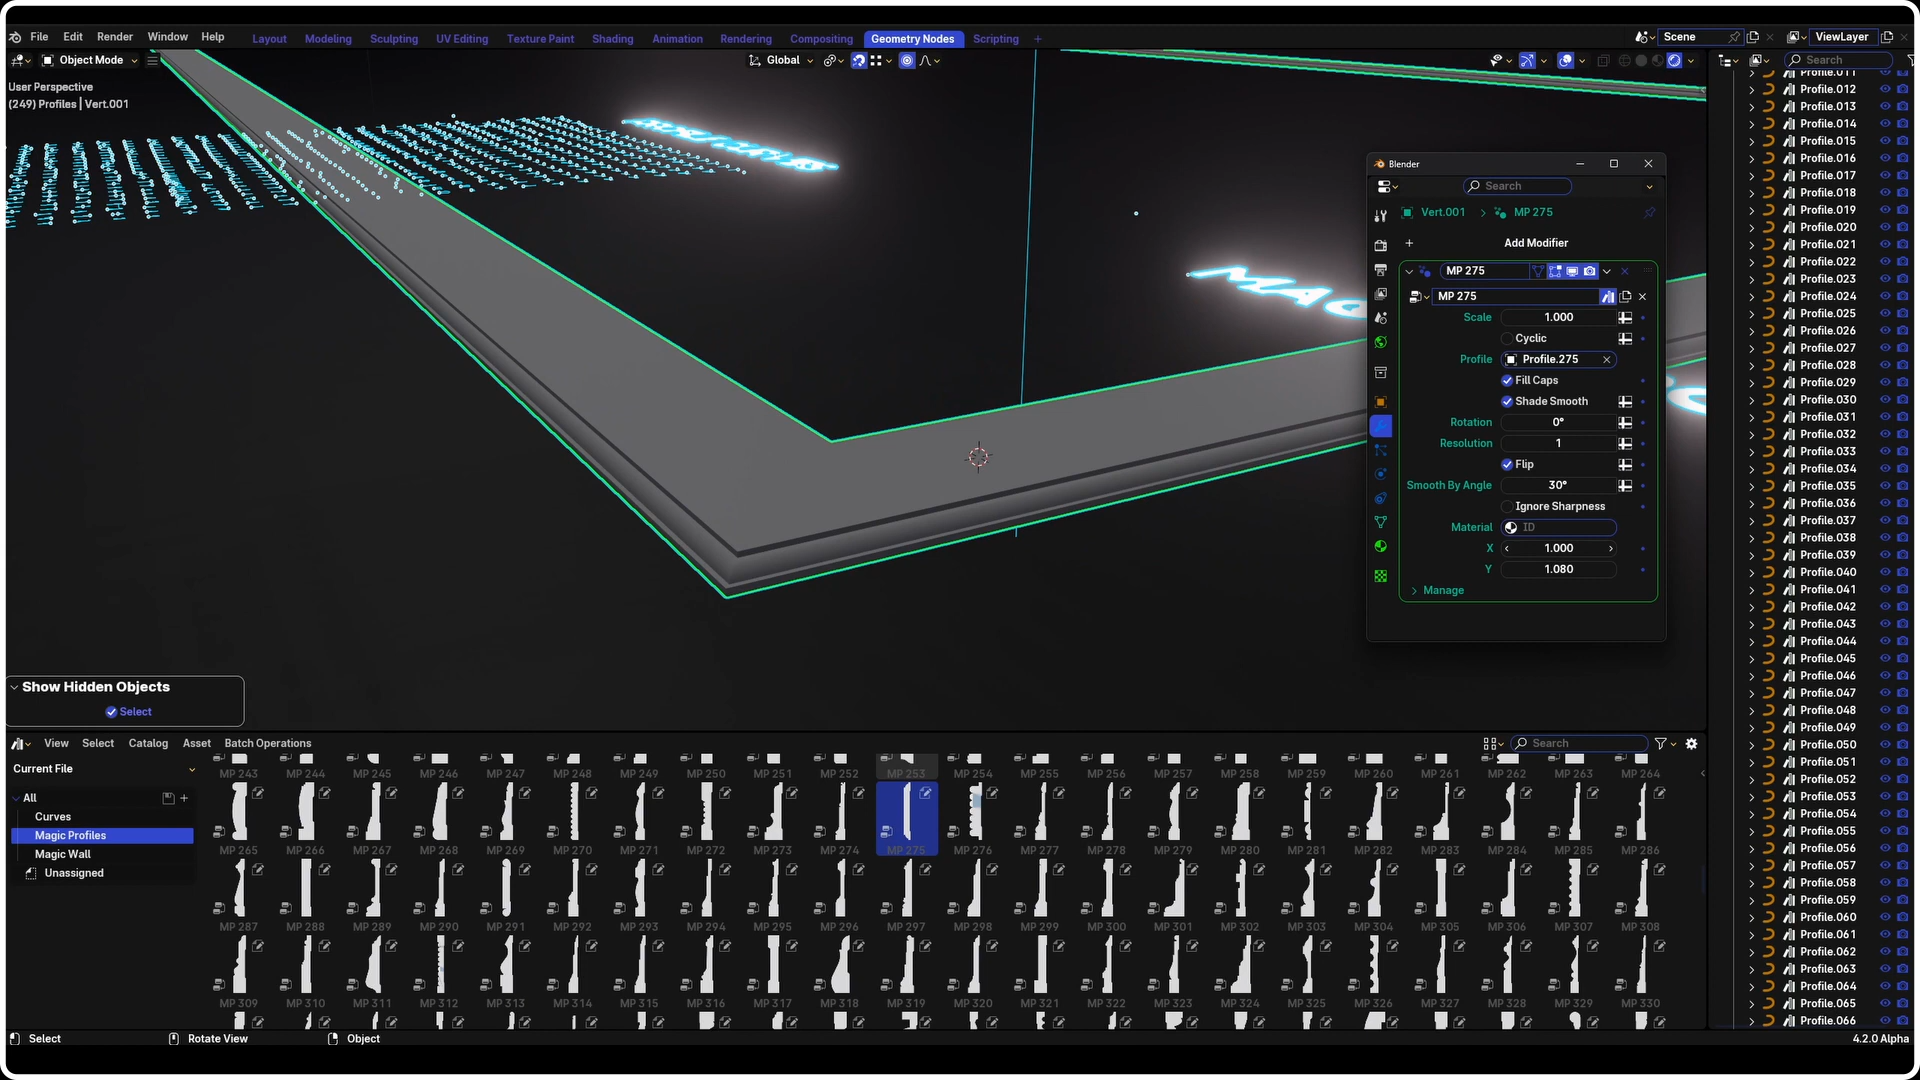 File Edit Render Window Help Layout Modeling Sculpting UV Editing Texture Paint Shading Animation Rendering Compositing Geometry Nodes Scripting + Scene ViewLayer
Object Mode Global Search
User Perspective
(249) Profiles | Vert.001
Blender
Search
Vert.001 > MP 275
+ Add Modifier
MP 275
MP 275
Scale 1.000
Cyclic
Profile Profile.275
Fill Caps
Shade Smooth
Rotation 0°
Resolution 1
Flip
Smooth By Angle 30°
Ignore Sharpness
Material ID
X 1.000
Y 1.080
Manage
Profile.011
Profile.012
Profile.013
Profile.014
Profile.015
Profile.016
Profile.017
Profile.018
Profile.019
Profile.020
Profile.021
Profile.022
Profile.023
Profile.024
Profile.025
Profile.026
Profile.027
Profile.028
Profile.029
Profile.030
Profile.031
Profile.032
Profile.033
Profile.034
Profile.035
Profile.036
Profile.037
Profile.038
Profile.039
Profile.040
Profile.041
Profile.042
Profile.043
Profile.044
Profile.045
Profile.046
Profile.047
Profile.048
Profile.049
Profile.050
Profile.051
Profile.052
Profile.053
Profile.054
Profile.055
Profile.056
Profile.057
Profile.058
Profile.059
Profile.060
Profile.061
Profile.062
Profile.063
Profile.064
Profile.065
Profile.066
Show Hidden Objects
Select
View Select Catalog Asset Batch Operations Search
Current File
All
Curves
Magic Profiles
Magic Wall
Unassigned
MP 243 MP 244 MP 245 MP 246 MP 247 MP 248 MP 249 MP 250 MP 251 MP 252 MP 253 MP 254 MP 255 MP 256 MP 257 MP 258 MP 259 MP 260 MP 261 MP 262 MP 263 MP 264
MP 265 MP 266 MP 267 MP 268 MP 269 MP 270 MP 271 MP 272 MP 273 MP 274 MP 275 MP 276 MP 277 MP 278 MP 279 MP 280 MP 281 MP 282 MP 283 MP 284 MP 285 MP 286
MP 287 MP 288 MP 289 MP 290 MP 291 MP 292 MP 293 MP 294 MP 295 MP 296 MP 297 MP 298 MP 299 MP 300 MP 301 MP 302 MP 303 MP 304 MP 305 MP 306 MP 307 MP 308
MP 309 MP 310 MP 311 MP 312 MP 313 MP 314 MP 315 MP 316 MP 317 MP 318 MP 319 MP 320 MP 321 MP 322 MP 323 MP 324 MP 325 MP 326 MP 327 MP 328 MP 329 MP 330
Select Rotate View Object 4.2.0 Alpha